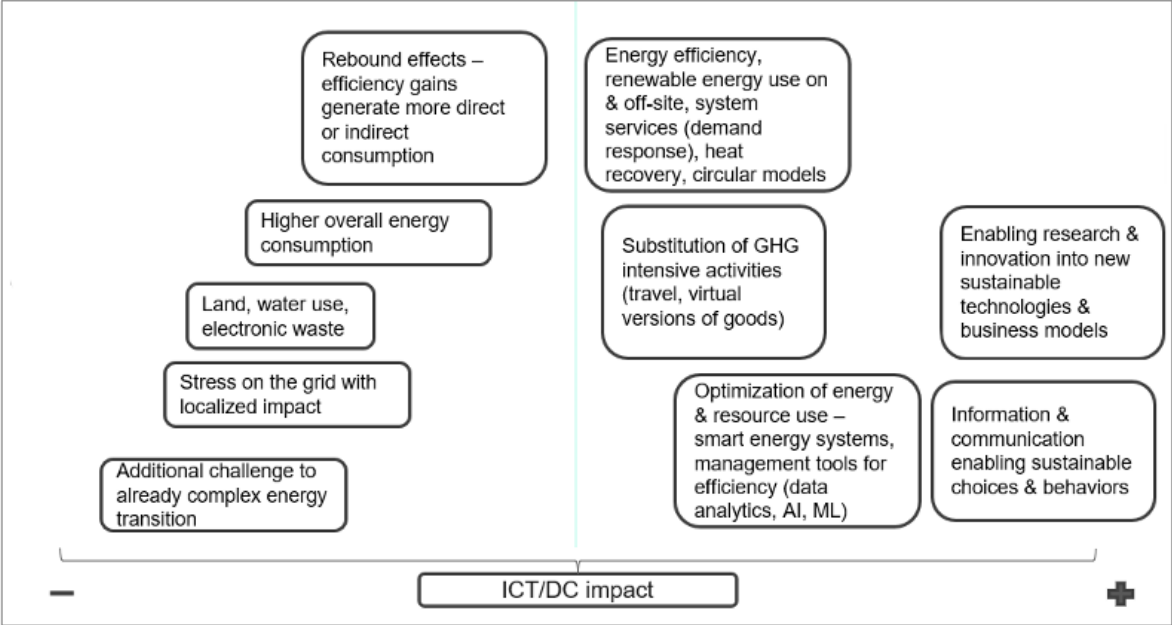 Rebound effects –
efficiency gains
generate more direct
or indirect
consumption
Higher overall energy
consumption
Land, water use,
electronic waste
Stress on the grid with
localized impact
Additional challenge to
already complex energy
transition
Energy efficiency,
renewable energy use on
& off-site, system
services (demand
response), heat
recovery, circular models
Substitution of GHG
intensive activities
(travel, virtual
versions of goods)
Enabling research &
innovation into new
sustainable
technologies &
business models
Optimization of energy
& resource use –
smart energy systems,
management tools for
efficiency (data
analytics, AI, ML)
Information &
communication
enabling sustainable
choices & behaviors
ICT/DC impact